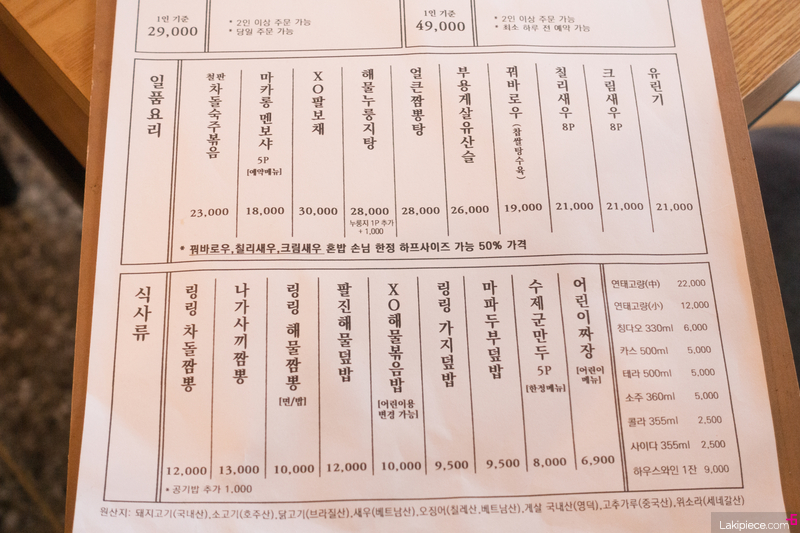 1인 기준
29,000
* 2인 이상 주문 가능
* 당일 주문 가능
1인 기준
49,000
* 2인 이상 주문 가능
* 최소 하루 전 예약 가능
일품요리
철판 차돌숙주볶음
23,000
마카롱 멘보샤
5P
[예약메뉴]
18,000
XO팔보채
30,000
해물누룽지탕
28,000
누룽지 1P 추가
+ 1,000
얼큰짬뽕탕
28,000
부용게살유산슬
26,000
꿔바로우 (찹쌀탕수육)
19,000
칠리새우
8P
21,000
크림새우
8P
21,000
유린기
21,000
* 꿔바로우,칠리새우,크림새우 혼밥 손님 한정 하프사이즈 가능 50% 가격
식사류
링링 차돌짬뽕
12,000
나가사끼짬뽕
13,000
링링 해물짬뽕
[면/밥]
10,000
팔진해물덮밥
12,000
XO해물볶음밥
[어린이용
변경 가능]
10,000
링링 가지덮밥
9,500
마파두부덮밥
9,500
수제군만두
5P
[한정메뉴]
8,000
어린이짜장
[어린이
메뉴]
6,900
* 공기밥 추가 1,000
연태고량(中) 22,000
연태고량(小) 12,000
칭다오 330ml 6,000
카스 500ml 5,000
테라 500ml 5,000
소주 360ml 5,000
콜라 355ml 2,500
사이다 355ml 2,500
하우스와인 1잔 9,000
원산지: 돼지고기(국내산),소고기(호주산),닭고기(브라질산),새우(베트남산),오징어(칠레산,베트남산),게살 국내산(영덕),고추가루(중국산),위소라(세네갈산)
Lakipiece.com